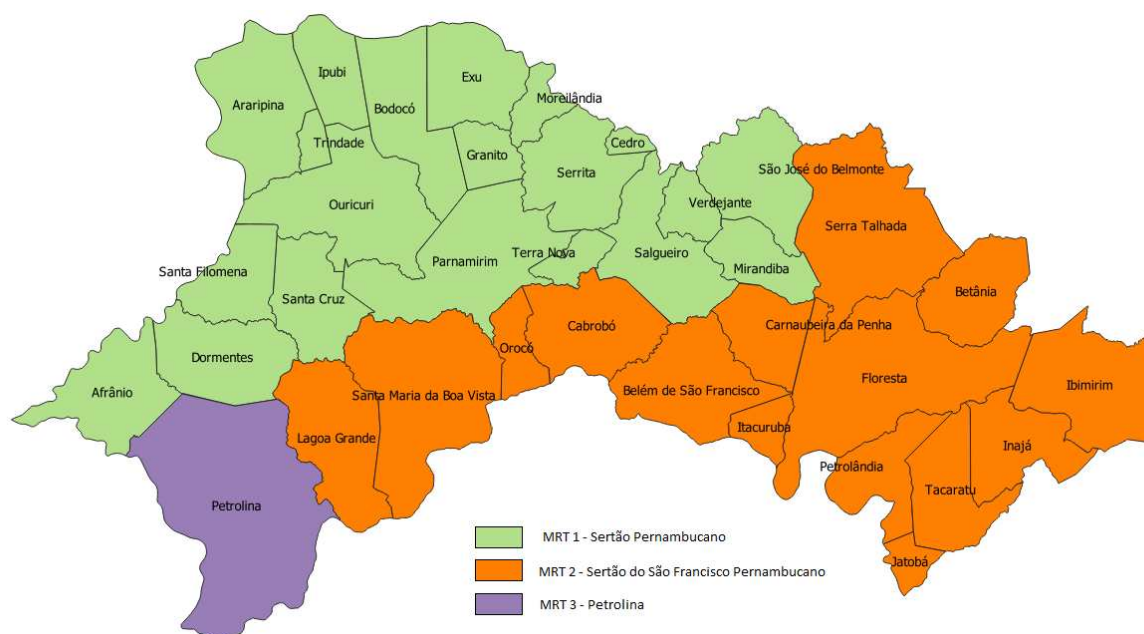 Ipubi
Exu
Araripina
Bodocó
Moreilândia
Trindade
Granito
Cedro
Serrita
São José do Belmonte
Ouricuri
Verdejante
Serra Talhada
Santa Filomena
Parnamirim
Terra Nova
Salgueiro
Mirandiba
Santa Cruz
Betânia
Cabrobó
Carnaubeira da Penha
Orocó
Dormentes
Floresta
Ibimirim
Afrânio
Santa Maria da Boa Vista
Belém de São Francisco
Itacuruba
Lagoa Grande
Inajá
Petrolândia
Tacaratu
Petrolina
MRT 1 - Sertão Pernambucano
Jatobá
MRT 2 - Sertão do São Francisco Pernambucano
MRT 3 - Petrolina